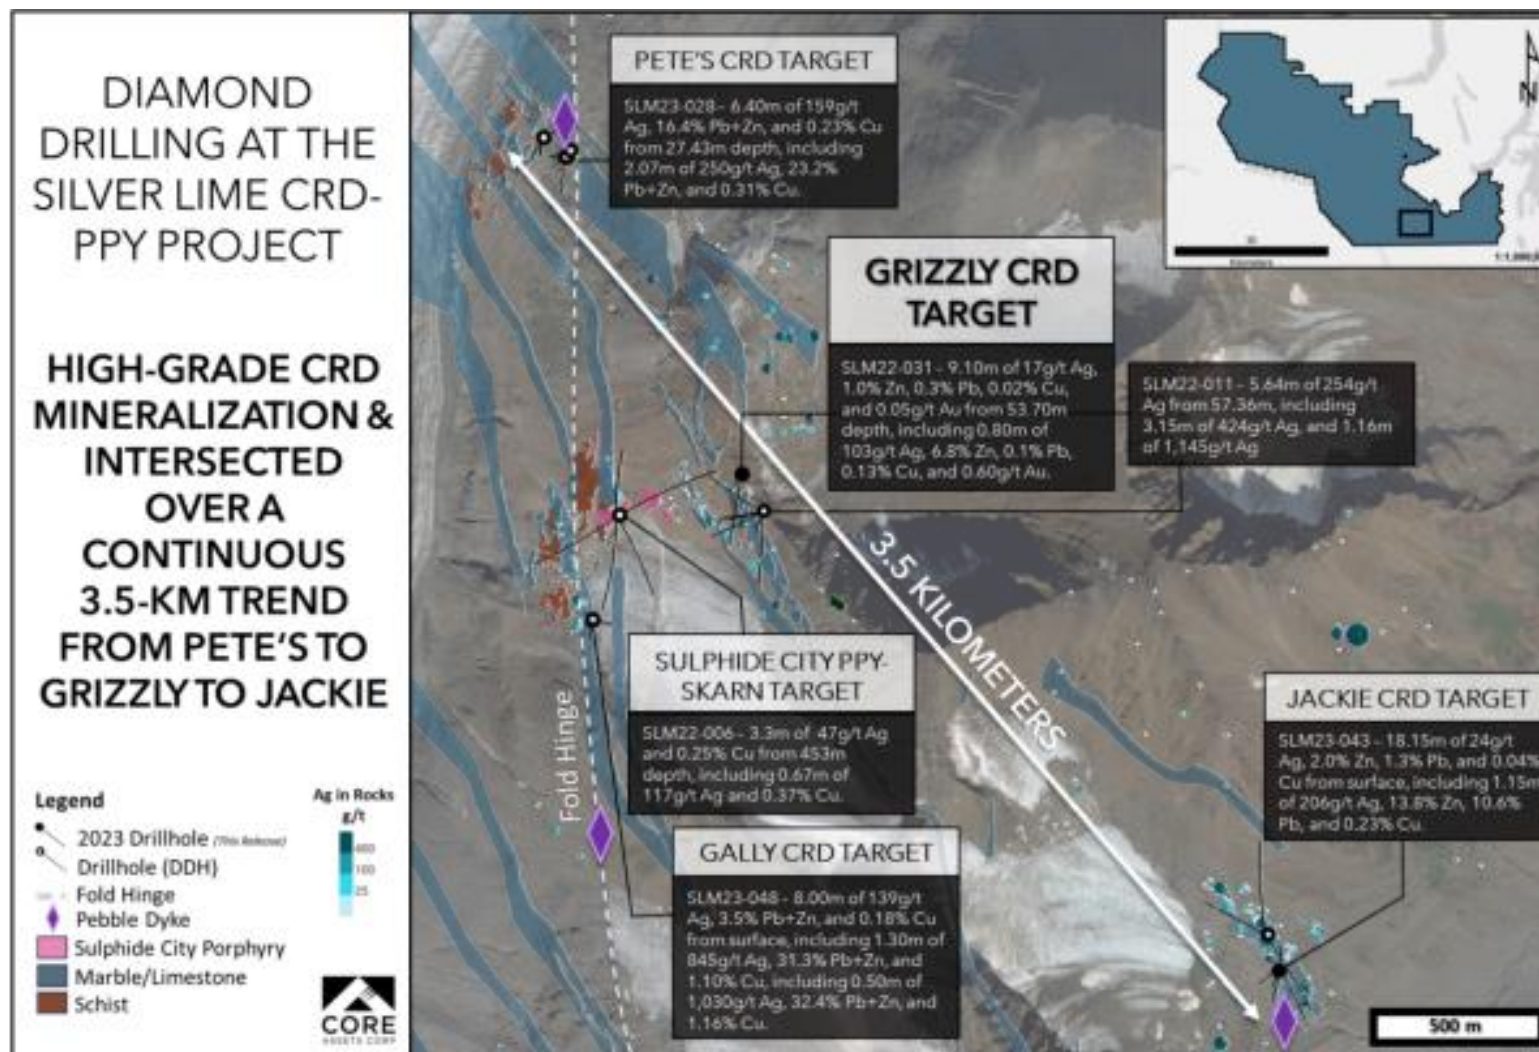 DIAMOND
DRILLING AT THE
SILVER LIME CRD-
PPY PROJECT
HIGH-GRADE CRD
MINERALIZATION &
INTERSECTED
OVER A
CONTINUOUS
3.5-KM TREND
FROM PETE'S TO
GRIZZLY TO JACKIE
Legend
2023 Drillhole (This Release)
Drillhole (DDH)
Fold Hinge
Pebble Dyke
Sulphide City Porphyry
Marble/Limestone
Schist
Ag in Rocks
g/t
100
25
CORE
ASSETS CORP
PETE'S CRD TARGET
SLM23-028 – 6.40m of 159g/t
Ag, 16.4% Pb+Zn, and 0.23% Cu
from 27.43m depth, including
2.07m of 250g/t Ag, 23.2%
Pb+Zn, and 0.31% Cu.
GRIZZLY CRD
TARGET
SLM22-031 – 9.10m of 17g/t Ag,
1.0% Zn, 0.3% Pb, 0.02% Cu,
and 0.05g/t Au from 53.70m
depth, including 0.80m of
103g/t Ag, 6.8% Zn, 0.1% Pb,
0.13% Cu, and 0.60g/t Au.
SLM22-011 – 5.64m of 254g/t
Ag from 57.36m, including
3.15m of 424g/t Ag, and 1.16m
of 1,145g/t Ag
3.5 KILOMETERS
Fold Hinge
SULPHIDE CITY PPY-
SKARN TARGET
SLM22-006 – 3.3m of 47g/t Ag
and 0.25% Cu from 453m
depth, including 0.67m of
117g/t Ag and 0.37% Cu.
GALLY CRD TARGET
SLM23-048 – 8.00m of 139g/t
Ag, 3.5% Pb+Zn, and 0.18% Cu
from surface, including 1.30m of
845g/t Ag, 31.3% Pb+Zn, and
1.10% Cu, including 0.50m of
1,030g/t Ag, 32.4% Pb+Zn, and
1.16% Cu.
JACKIE CRD TARGET
SLM23-043 – 18.15m of 24g/t
Ag, 2.0% Zn, 1.3% Pb, and 0.04%
Cu from surface, including 1.15m
of 206g/t Ag, 13.8% Zn, 10.6%
Pb, and 0.23% Cu.
N
500 m